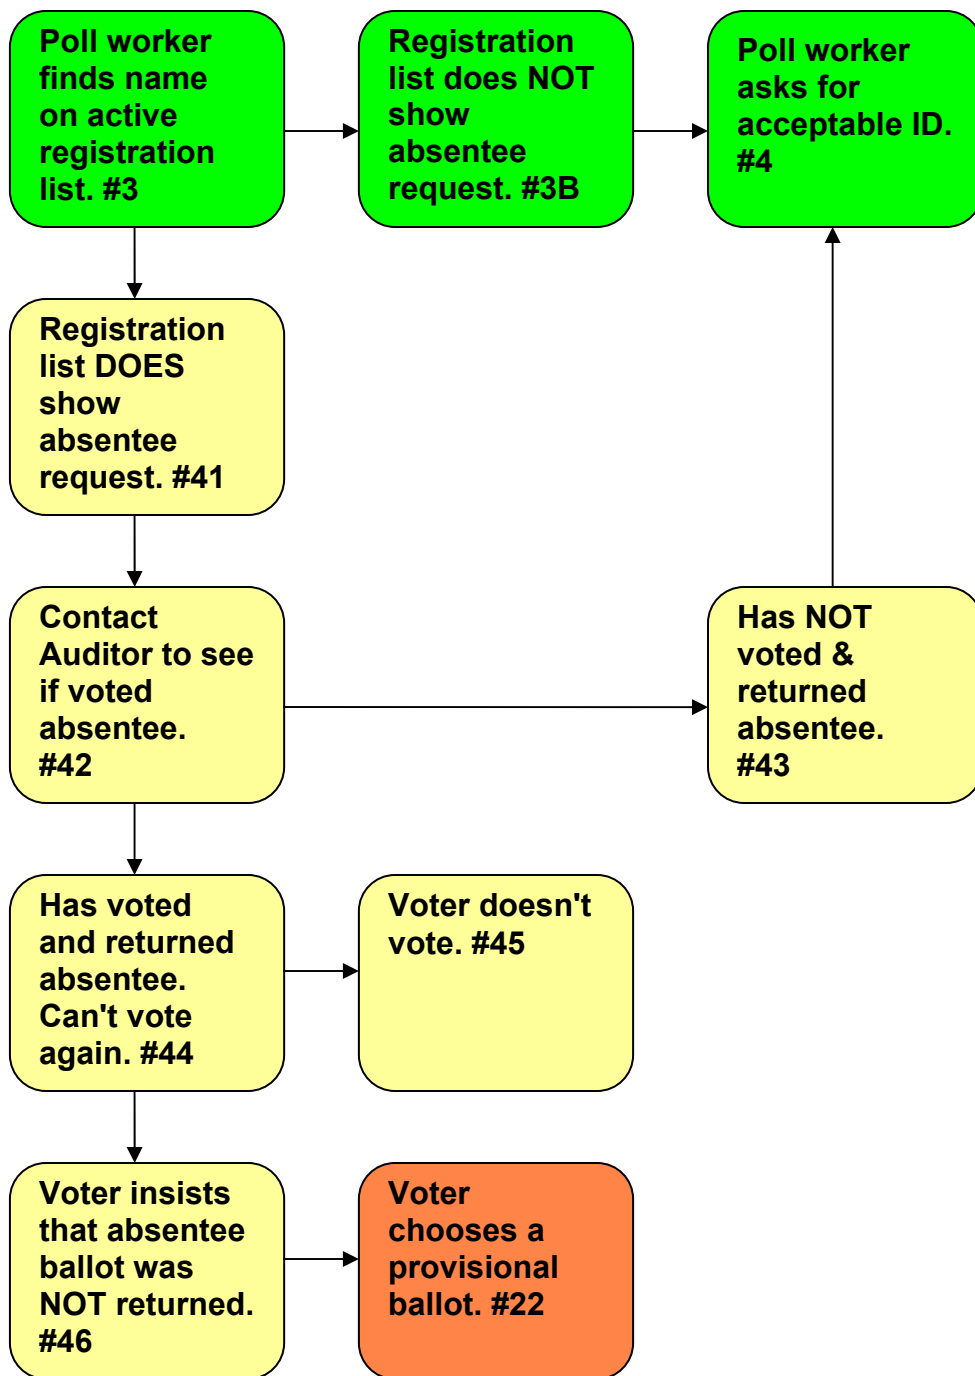 Poll worker
finds name
on active
registration
list. #3
Registration
list does NOT
show
absentee
request. #3B
Poll worker
asks for
acceptable ID.
#4
Registration
list DOES
show
absentee
request. #41
Contact
Auditor to see
if voted
absentee.
#42
Has NOT
voted &
returned
absentee.
#43
Has voted
and returned
absentee.
Can't vote
again. #44
Voter doesn't
vote. #45
Voter insists
that absentee
ballot was
NOT returned.
#46
Voter
chooses a
provisional
ballot. #22